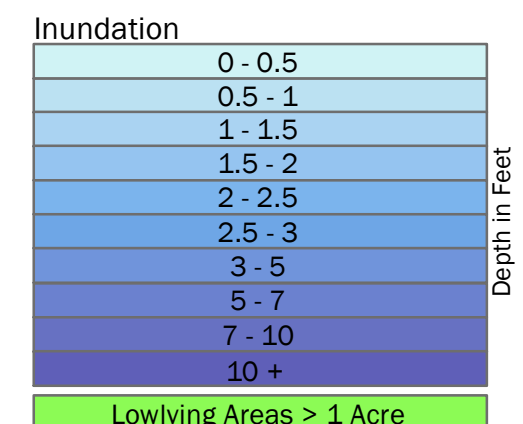 Inundation
0 - 0.5
0.5 - 1
1 - 1.5
1.5 - 2
2 - 2.5
2.5 - 3
3 - 5
5 - 7
7 - 10
10 +
Depth in Feet
Lowlying Areas > 1 Acre